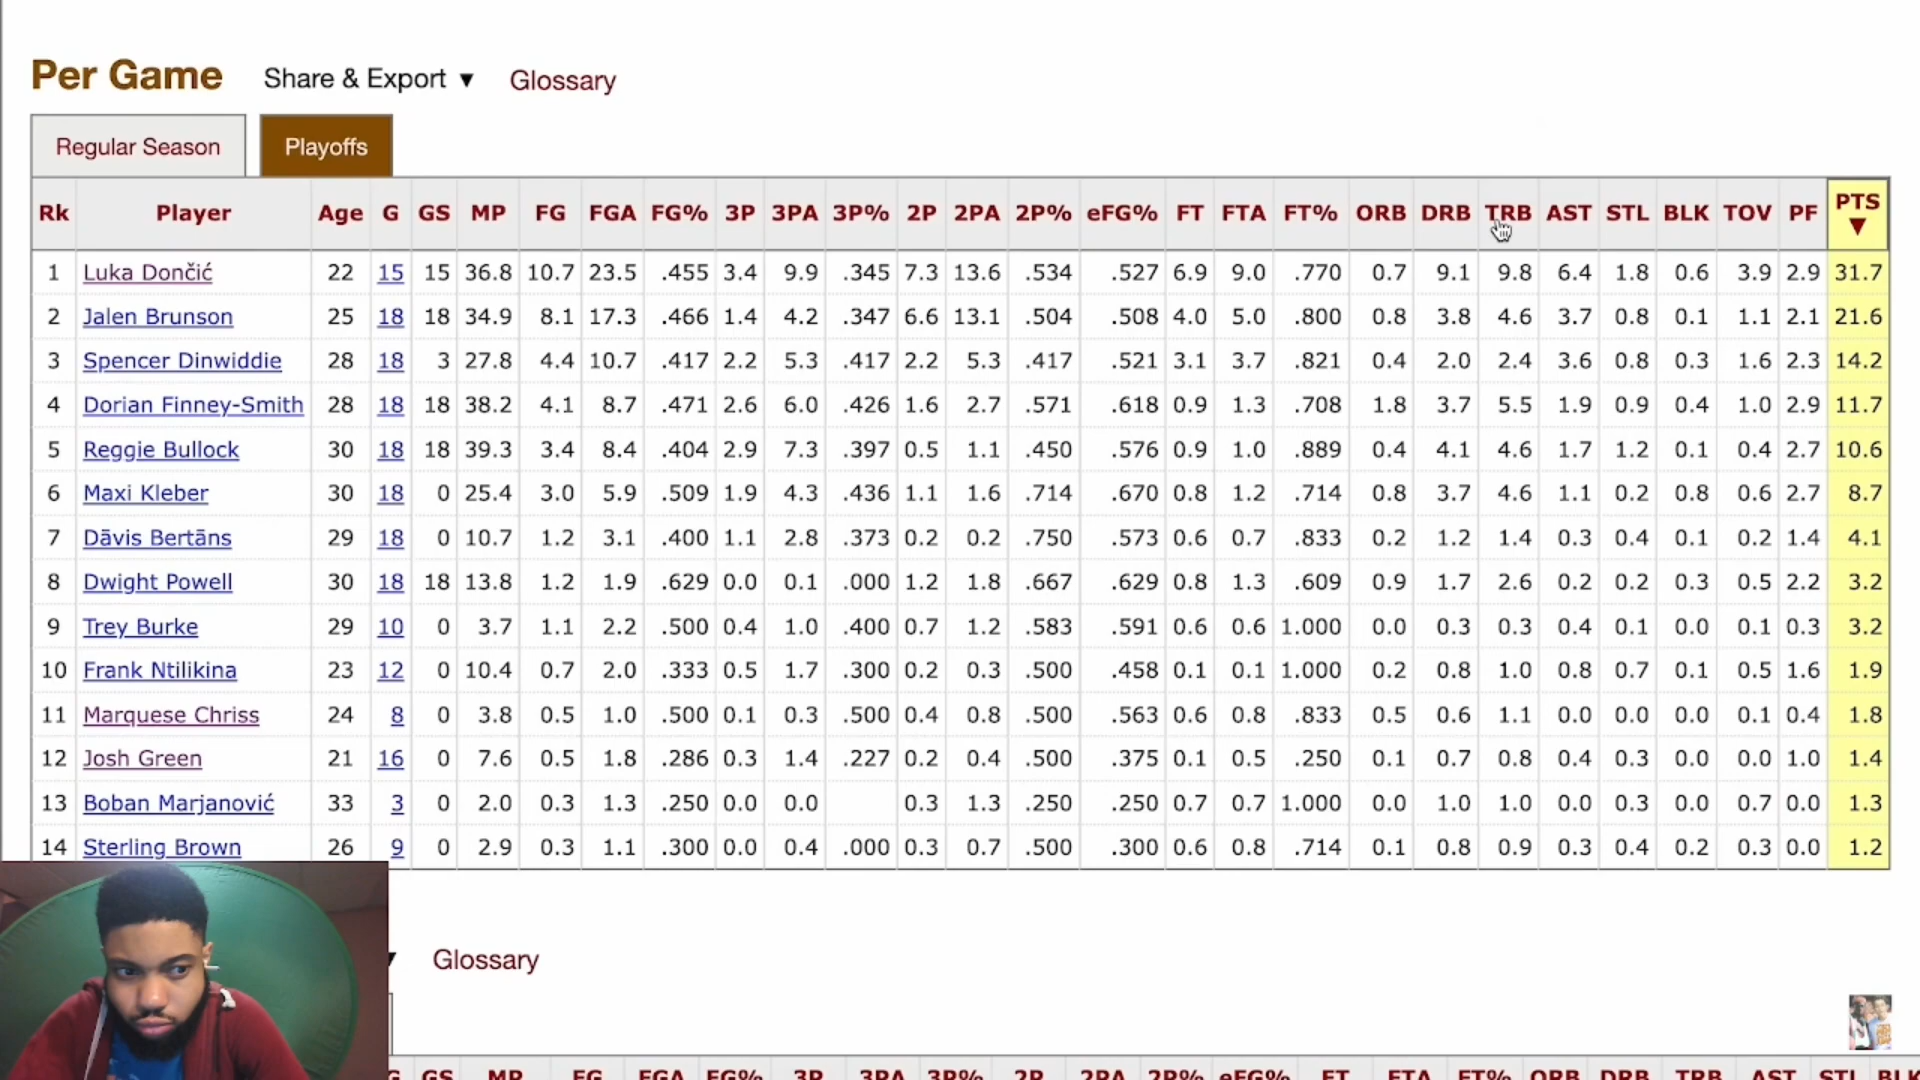 Per Game Share & Export ▼ Glossary
Regular Season Playoffs
Rk Player Age G GS MP FG FGA FG% 3P 3PA 3P% 2P 2PA 2P% eFG% FT FTA FT% ORB DRB TRB AST STL BLK TOV PF PTS ▼
1 Luka Dončić 22 15 15 36.8 10.7 23.5 .455 3.4 9.9 .345 7.3 13.6 .534 .527 6.9 9.0 .770 0.7 9.1 9.8 6.4 1.8 0.6 3.9 2.9 31.7
2 Jalen Brunson 25 18 18 34.9 8.1 17.3 .466 1.4 4.2 .347 6.6 13.1 .504 .508 4.0 5.0 .800 0.8 3.8 4.6 3.7 0.8 0.1 1.1 2.1 21.6
3 Spencer Dinwiddie 28 18 3 27.8 4.4 10.7 .417 2.2 5.3 .417 2.2 5.3 .417 .521 3.1 3.7 .821 0.4 2.0 2.4 3.6 0.8 0.3 1.6 2.3 14.2
4 Dorian Finney-Smith 28 18 18 38.2 4.1 8.7 .471 2.6 6.0 .426 1.6 2.7 .571 .618 0.9 1.3 .708 1.8 3.7 5.5 1.9 0.9 0.4 1.0 2.9 11.7
5 Reggie Bullock 30 18 18 39.3 3.4 8.4 .404 2.9 7.3 .397 0.5 1.1 .450 .576 0.9 1.0 .889 0.4 4.1 4.6 1.7 1.2 0.1 0.4 2.7 10.6
6 Maxi Kleber 30 18 0 25.4 3.0 5.9 .509 1.9 4.3 .436 1.1 1.6 .714 .670 0.8 1.2 .714 0.8 3.7 4.6 1.1 0.2 0.8 0.6 2.7 8.7
7 Dāvis Bertāns 29 18 0 10.7 1.2 3.1 .400 1.1 2.8 .373 0.2 0.2 .750 .573 0.6 0.7 .833 0.2 1.2 1.4 0.3 0.4 0.1 0.2 1.4 4.1
8 Dwight Powell 30 18 18 13.8 1.2 1.9 .629 0.0 0.1 .000 1.2 1.8 .667 .629 0.8 1.3 .609 0.9 1.7 2.6 0.2 0.2 0.3 0.5 2.2 3.2
9 Trey Burke 29 10 0 3.7 1.1 2.2 .500 0.4 1.0 .400 0.7 1.2 .583 .591 0.6 0.6 1.000 0.0 0.3 0.3 0.4 0.1 0.0 0.1 0.3 3.2
10 Frank Ntilikina 23 12 0 10.4 0.7 2.0 .333 0.5 1.7 .300 0.2 0.3 .500 .458 0.1 0.1 1.000 0.2 0.8 1.0 0.8 0.7 0.1 0.5 1.6 1.9
11 Marquese Chriss 24 8 0 3.8 0.5 1.0 .500 0.1 0.3 .500 0.4 0.8 .500 .563 0.6 0.8 .833 0.5 0.6 1.1 0.0 0.0 0.0 0.1 0.4 1.8
12 Josh Green 21 16 0 7.6 0.5 1.8 .286 0.3 1.4 .227 0.2 0.4 .500 .375 0.1 0.5 .250 0.1 0.7 0.8 0.4 0.3 0.0 0.0 1.0 1.4
13 Boban Marjanović 33 3 0 2.0 0.3 1.3 .250 0.0 0.0 0.3 1.3 .250 .250 0.7 0.7 1.000 0.0 1.0 1.0 0.0 0.3 0.0 0.7 0.0 1.3
14 Sterling Brown 26 9 0 2.9 0.3 1.1 .300 0.0 0.4 .000 0.3 0.7 .500 .300 0.6 0.8 .714 0.1 0.8 0.9 0.3 0.4 0.2 0.3 0.0 1.2
Glossary
G GS MP FG FGA FG% 3P 3PA 3P% 2P 2PA 2P% eFG% FT FTA FT% ORB DRB TRB AST STL BLK